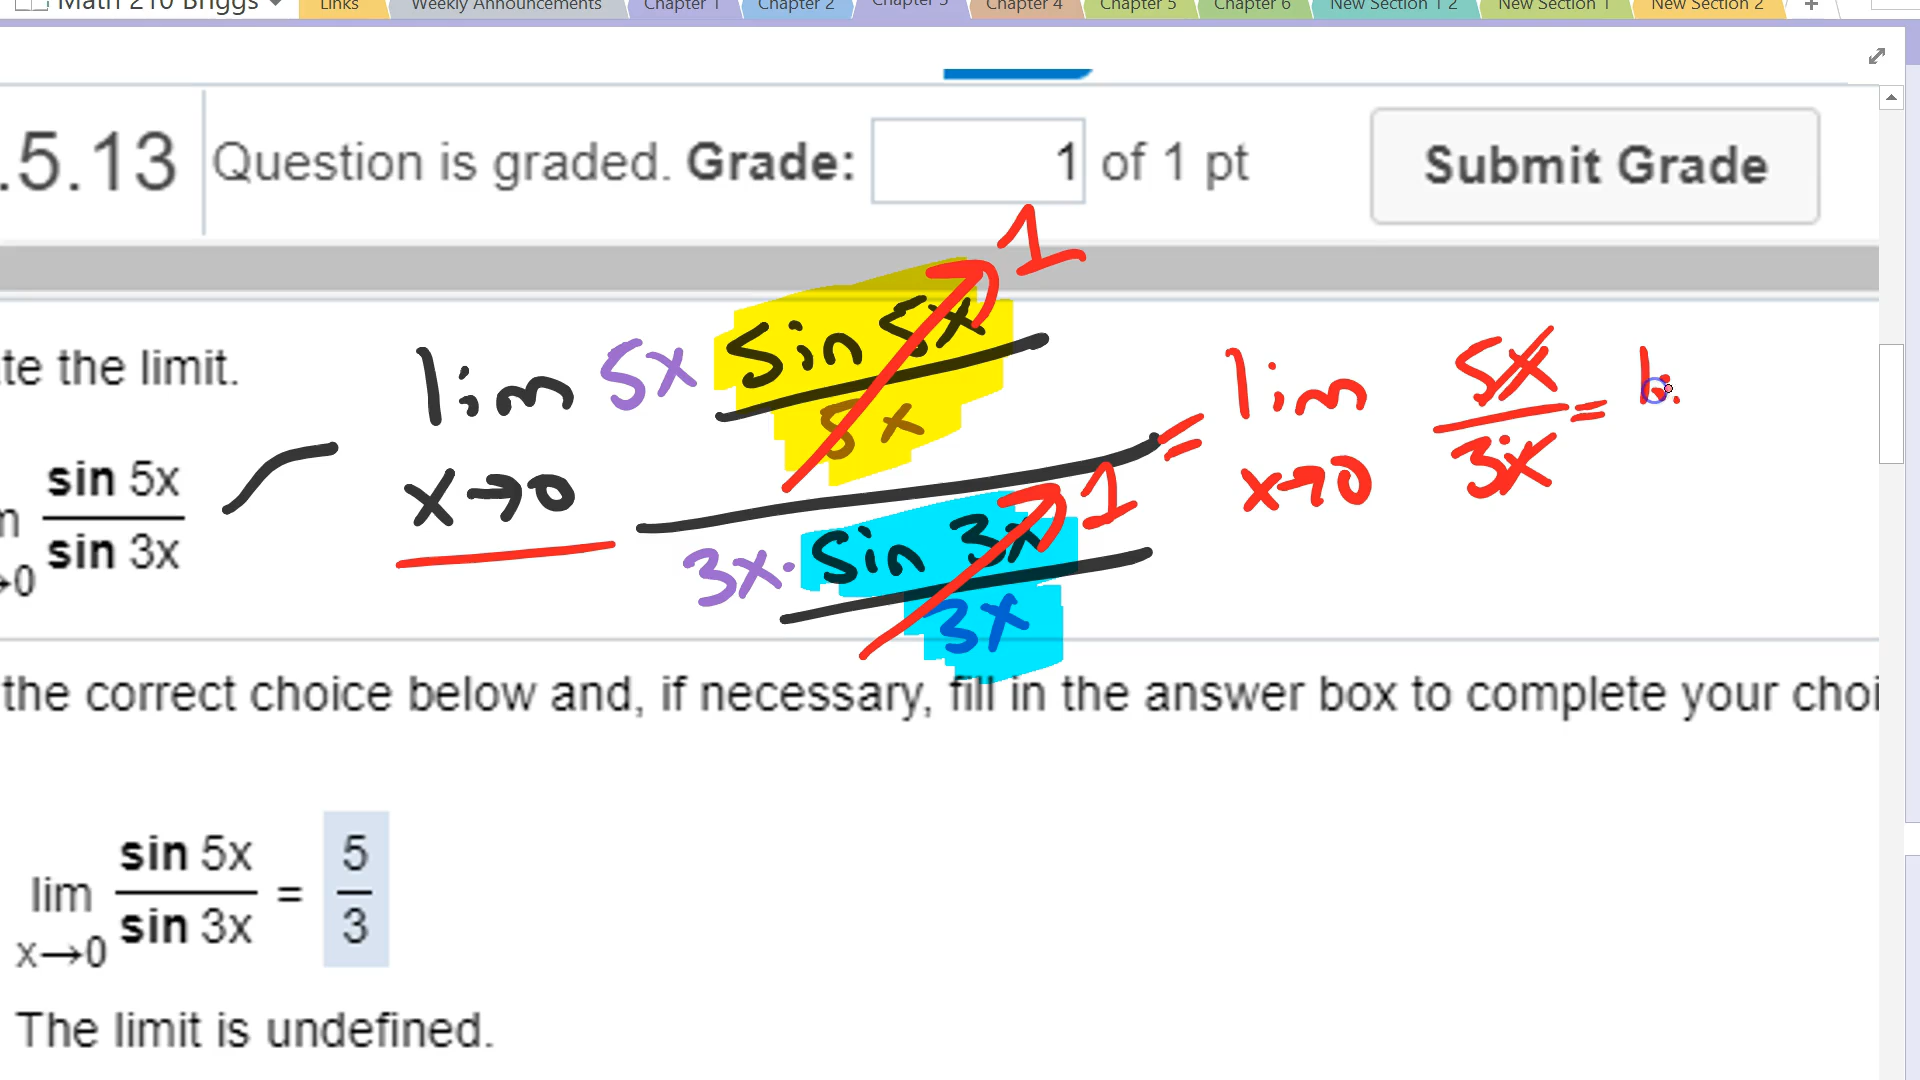 Math 210 Briggs Links Weekly Announcements Chapter 1 Chapter 2 Chapter 3 Chapter 4 Chapter 5 Chapter 6 New Section 1 2 New Section 1 New Section 2 +
.5.13 Question is graded. Grade: 1 of 1 pt Submit Grade
te the limit.
sin 5x
sin 3x
→0
lim x→0
5x sin 5x
5x
1
3x · sin 3x
3x
1
= lim x→0 5x
3x
=
the correct choice below and, if necessary, fill in the answer box to complete your choi
lim x→0 sin 5x
sin 3x
= 5
3
The limit is undefined.